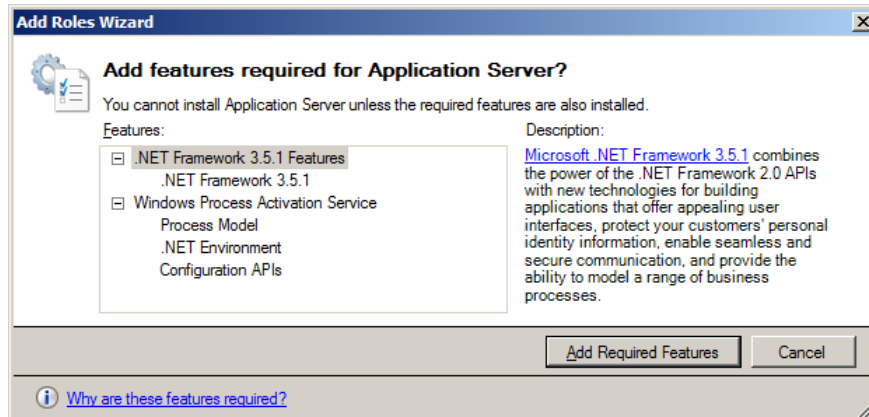 Add Roles Wizard
Add features required for Application Server?
You cannot install Application Server unless the required features are also installed.
Features:
.NET Framework 3.5.1 Features
.NET Framework 3.5.1
Windows Process Activation Service
Process Model
.NET Environment
Configuration APIs
Description:
Microsoft .NET Framework 3.5.1 combines
the power of the .NET Framework 2.0 APIs
with new technologies for building
applications that offer appealing user
interfaces, protect your customers' personal
identity information, enable seamless and
secure communication, and provide the
ability to model a range of business
processes.
Add Required Features
Cancel
Why are these features required?